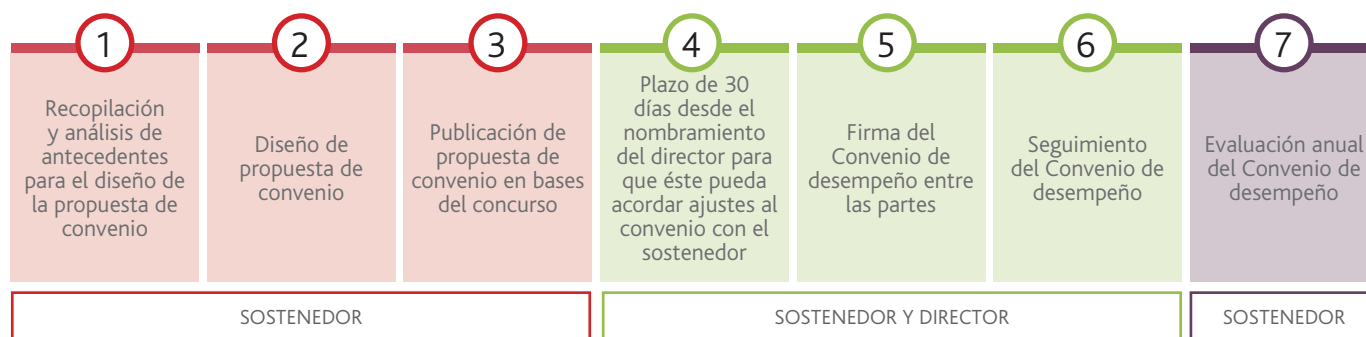 1
Recopilación
y análisis de
antecedentes
para el diseño de
la propuesta de
convenio
2
Diseño de
propuesta de
convenio
3
Publicación de
propuesta de
convenio en bases
del concurso
4
Plazo de 30
días desde el
nombramiento
del director para
que éste pueda
acordar ajustes al
convenio con el
sostenedor
5
Firma del
Convenio de
desempeño entre
las partes
6
Seguimiento
del Convenio de
desempeño
7
Evaluación anual
del Convenio de
desempeño
SOSTENEDOR
SOSTENEDOR Y DIRECTOR
SOSTENEDOR